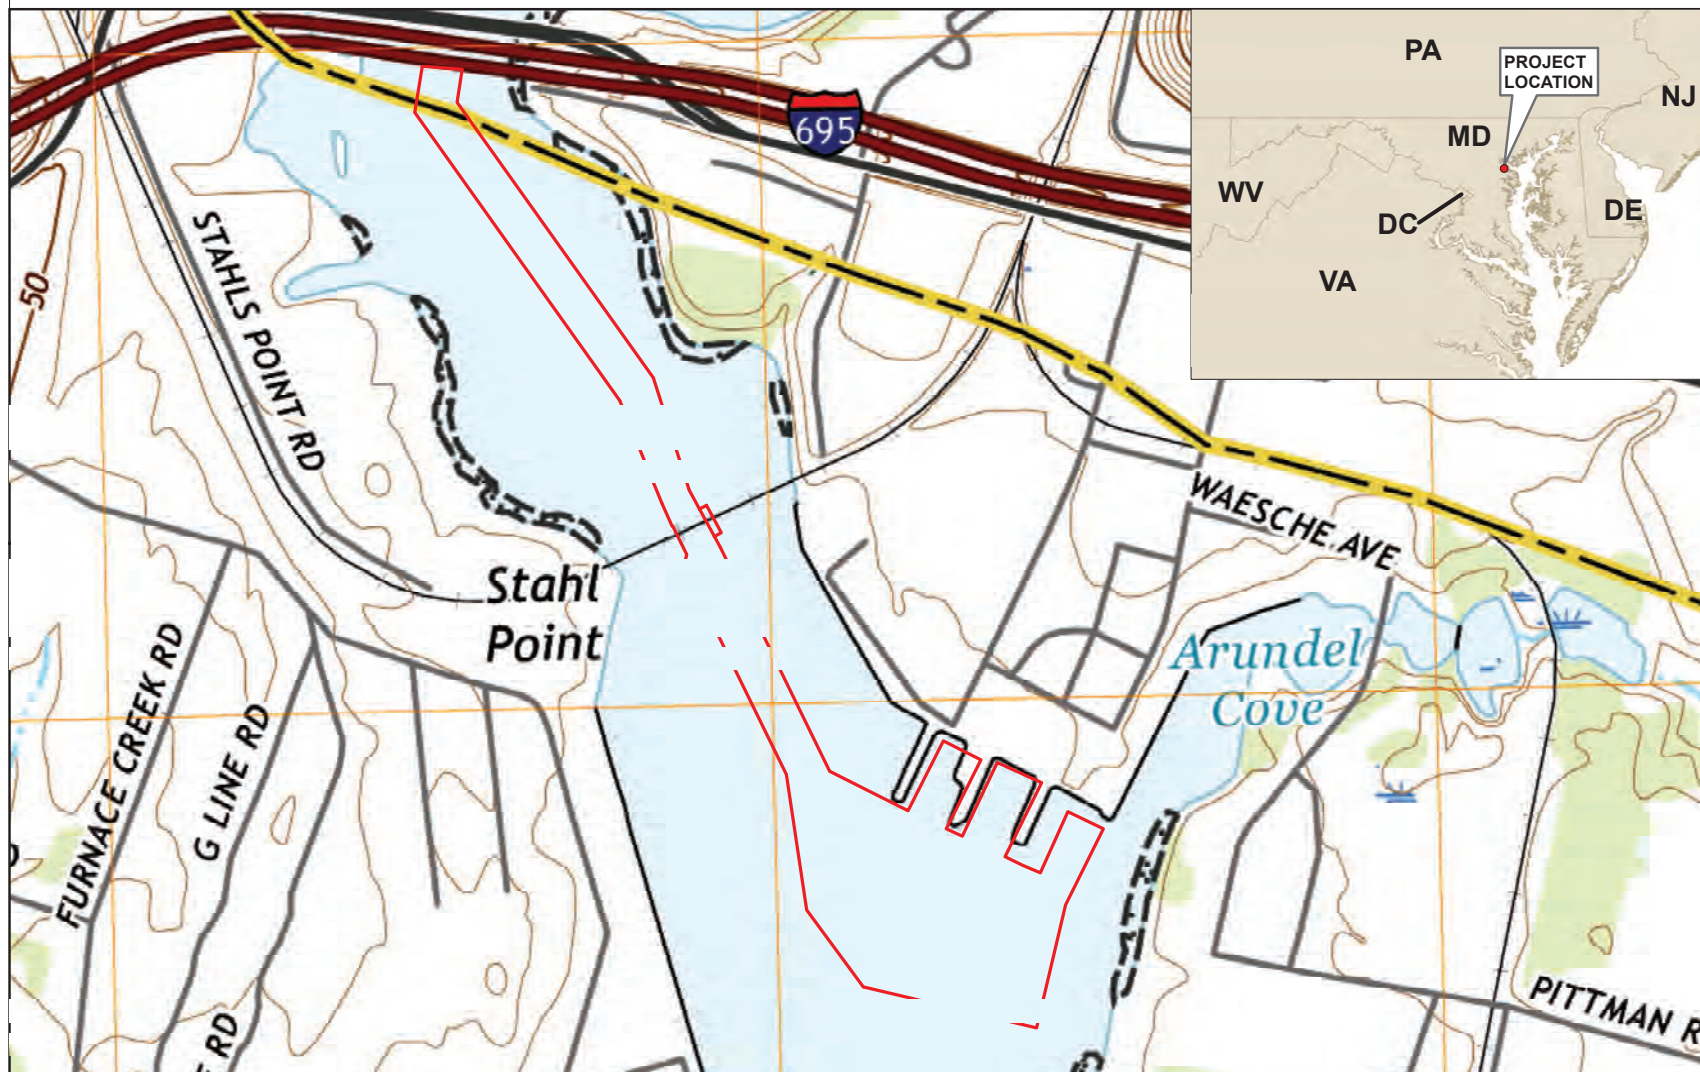 PA
PROJECT
LOCATION
NJ
MD
WV
DC
DE
VA
695
50
STAHLS POINT RD
WAESCHE AVE
Stahl
Point
Arundel
Cove
FURNACE CREEK RD
G LINE RD
RD
PITTMAN R